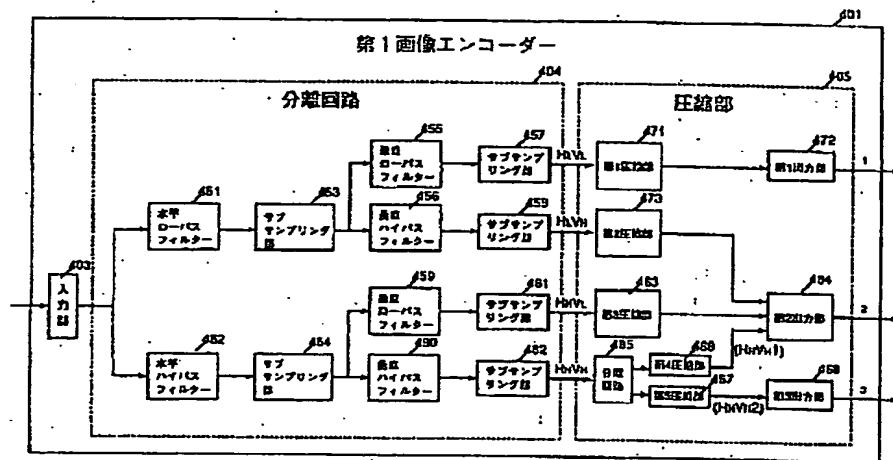 401
第1画像エンコーダー
404
405
分離回路
圧縮部
455
垂直
ローパス
フィルター
457
サブサンプ
リング部
HLVL
471
第1圧縮部
472
第1出力部
1
451
水平
ローパス
フィルター
453
サブ
サンプリング
部
456
垂直
ハイパス
フィルター
459
サブサンプ
リング部
HLVH
473
第2圧縮部
403
入
力
部
459
垂直
ローパス
フィルター
461
サブサンプ
リング部
HHVL
463
第3圧縮部
464
第2出力部
2
452
水平
ハイパス
フィルター
454
サブ
サンプリング
部
460
垂直
ハイパス
フィルター
462
サブサンプ
リング部
HHVH
465
分離
回路
466
第4圧縮部
(HHVH1)
467
第5圧縮部
(HHVH2)
468
第3出力部
3